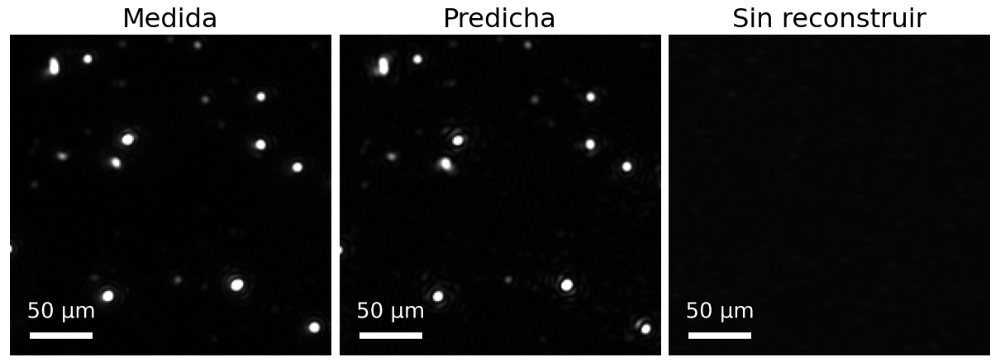 Medida
Predicha
Sin reconstruir
50 µm
50 µm
50 µm